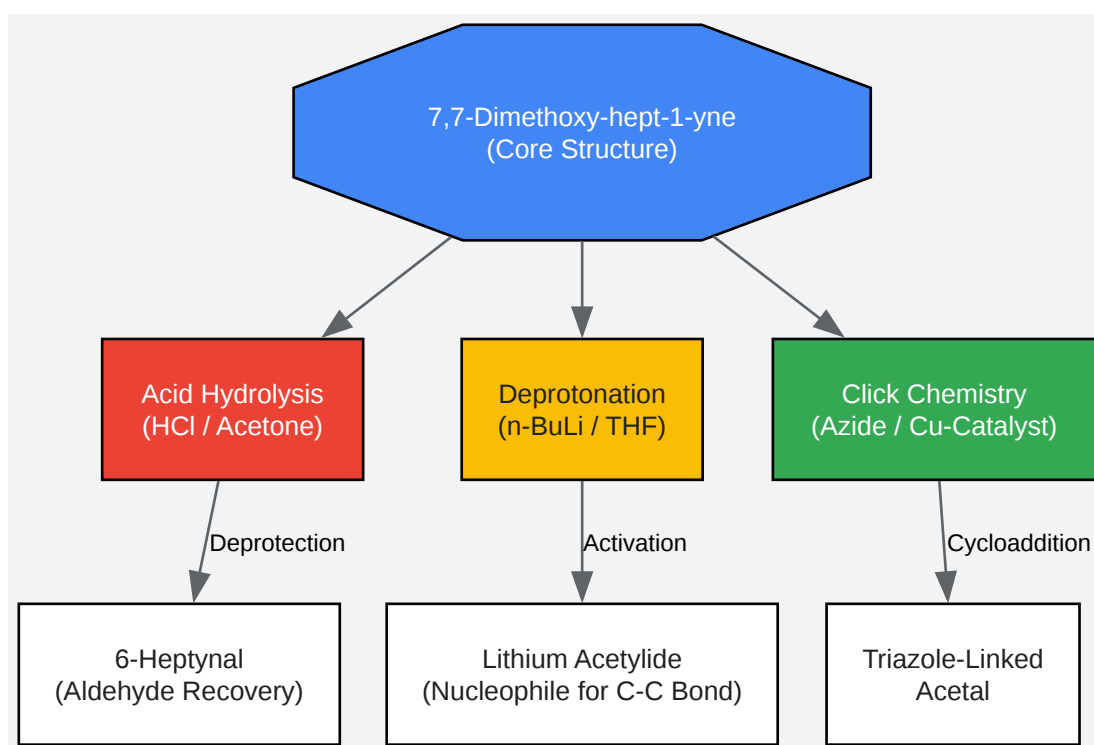 7,7-Dimethoxy-hept-1-yne
(Core Structure)
Acid Hydrolysis
(HCl / Acetone)
Deprotonation
(n-BuLi / THF)
Click Chemistry
(Azide / Cu-Catalyst)
Deprotection
Activation
Cycloaddition
6-Heptynal
(Aldehyde Recovery)
Lithium Acetylide
(Nucleophile for C-C Bond)
Triazole-Linked
Acetal